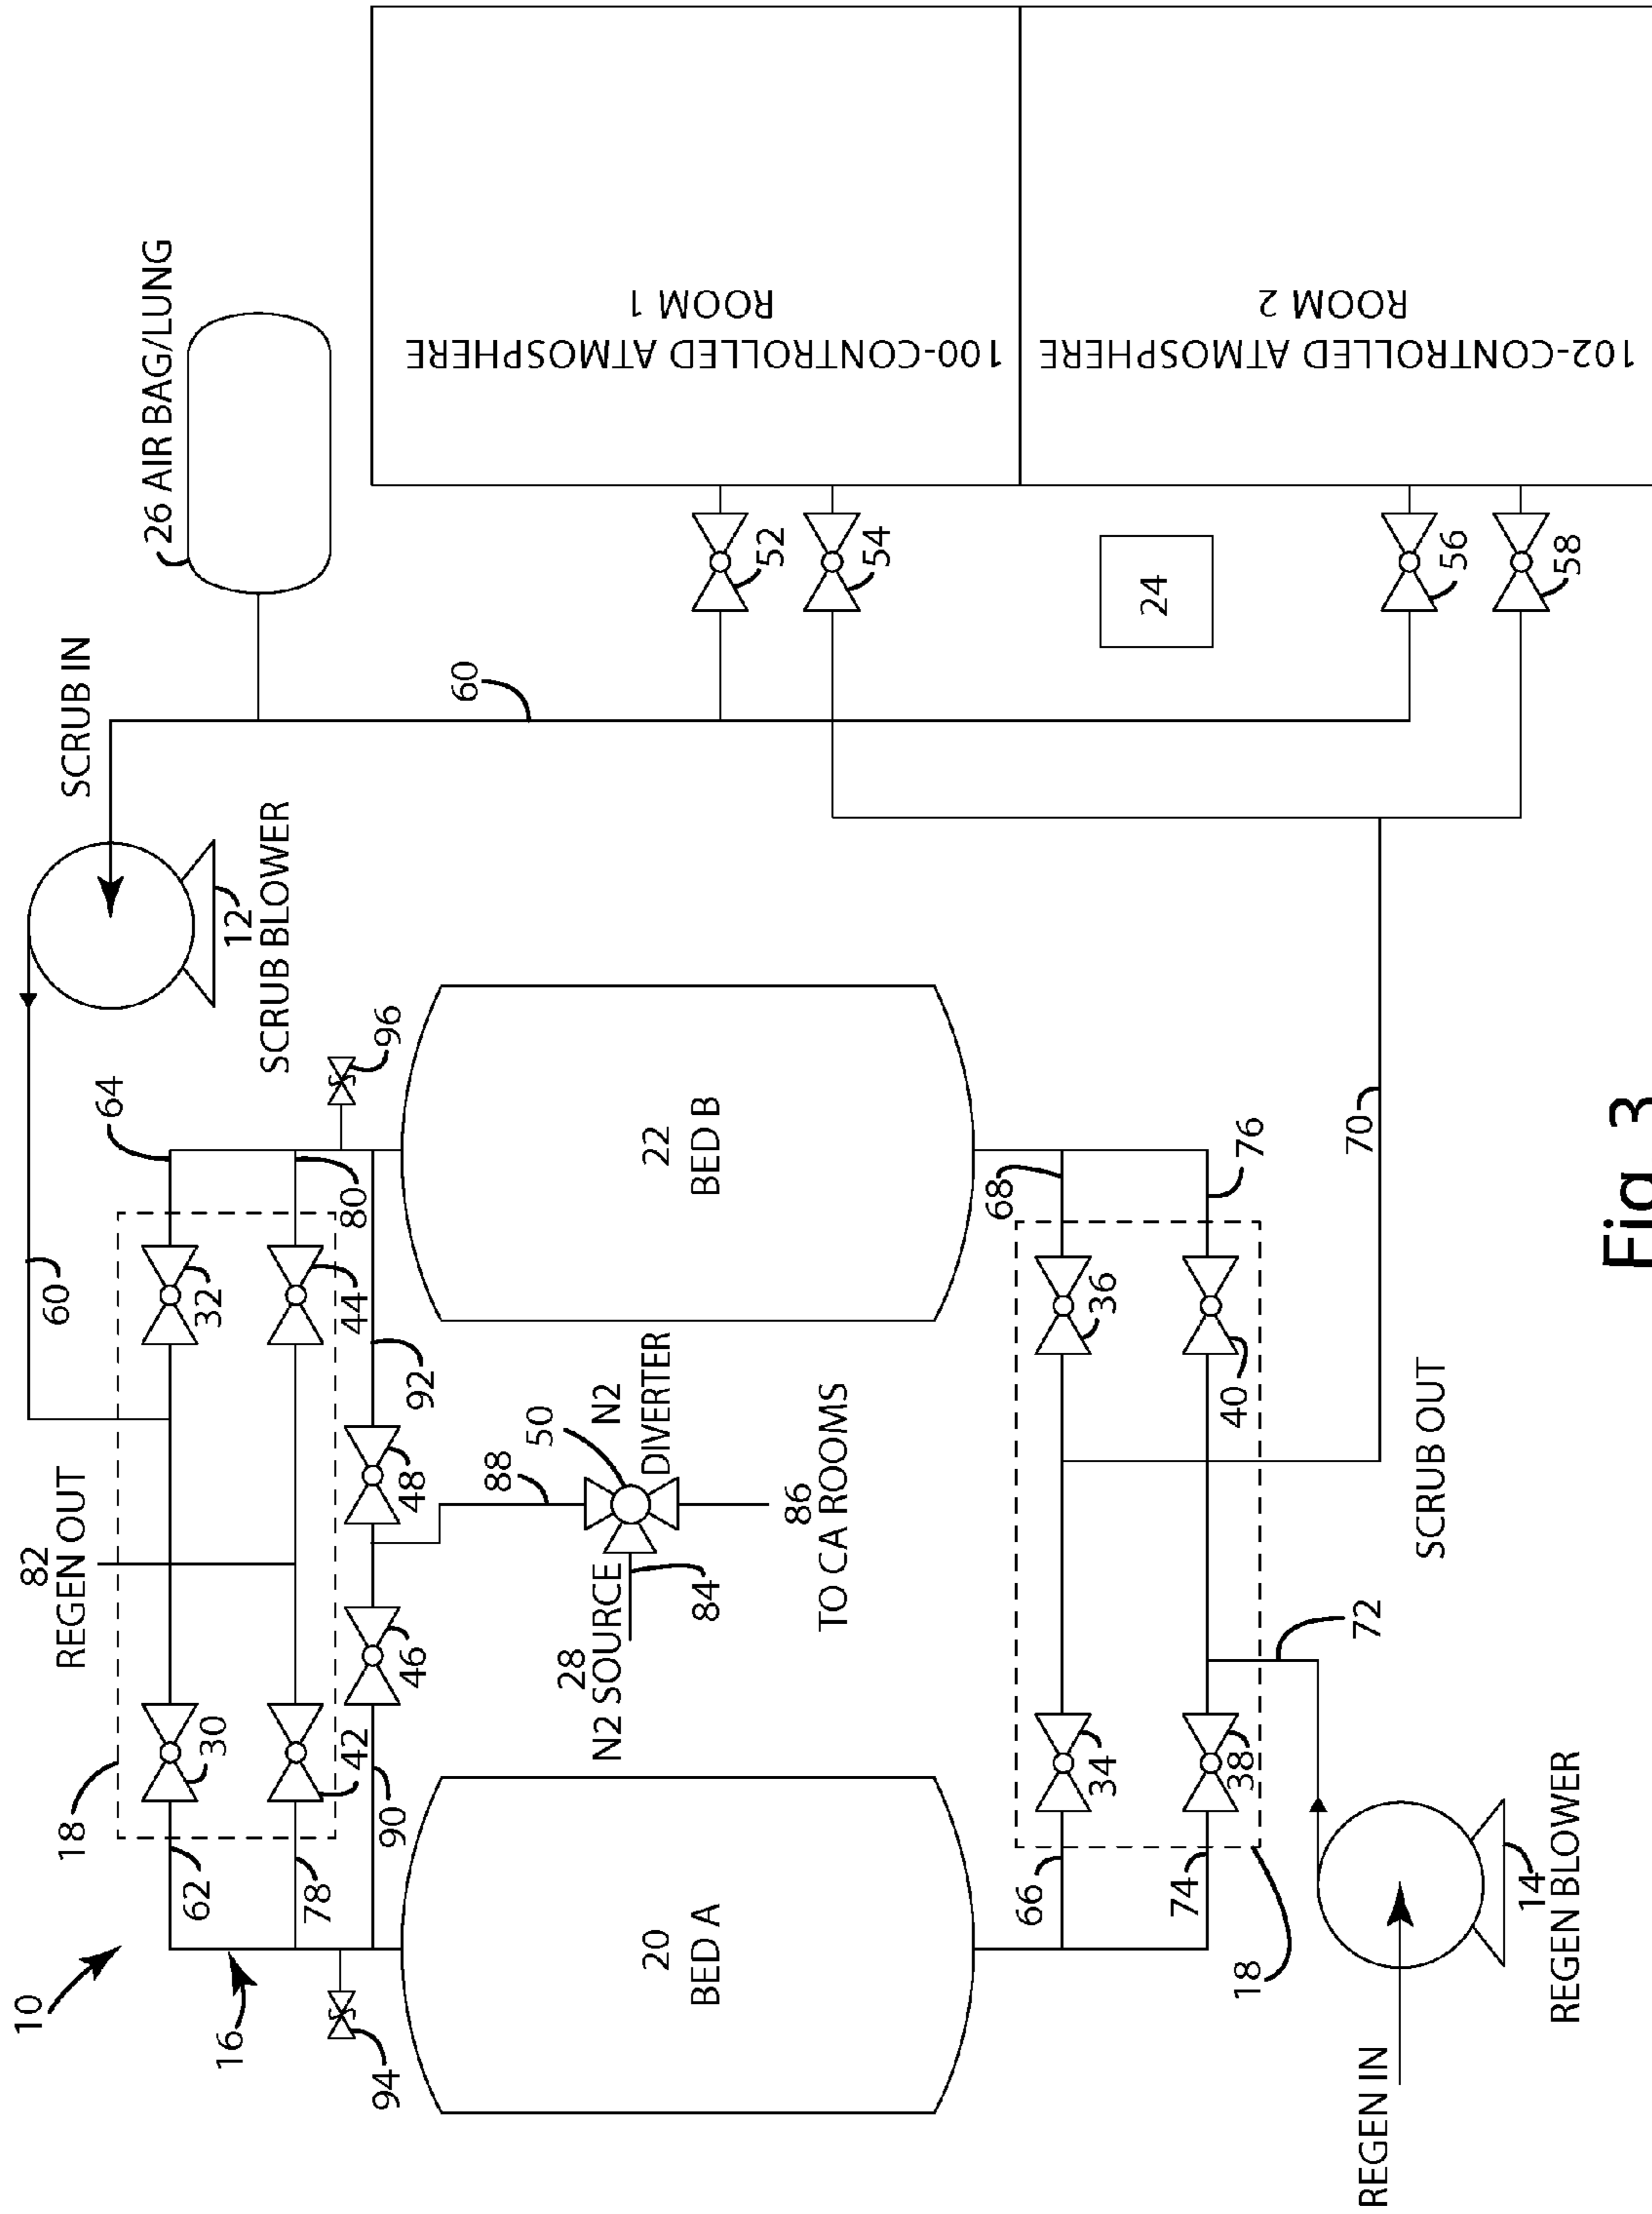 10
16
18
62
30
78
42
90
94
82
REGEN OUT
60
32
64
44
80
92
46
48
96
12
SCRUB BLOWER
SCRUB IN
26 AIR BAG/LUNG
60
20
BED A
22
BED B
28
N2 SOURCE
84
88
50
N2
DIVERTER
86
TO CA ROOMS
52
54
24
56
58
100-CONTROLLED ATMOSPHERE
ROOM 1
102-CONTROLLED ATMOSPHERE
ROOM 2
66
34
74
38
18
68
36
76
40
70
72
SCRUB OUT
REGEN IN
14
REGEN BLOWER
Fig. 3